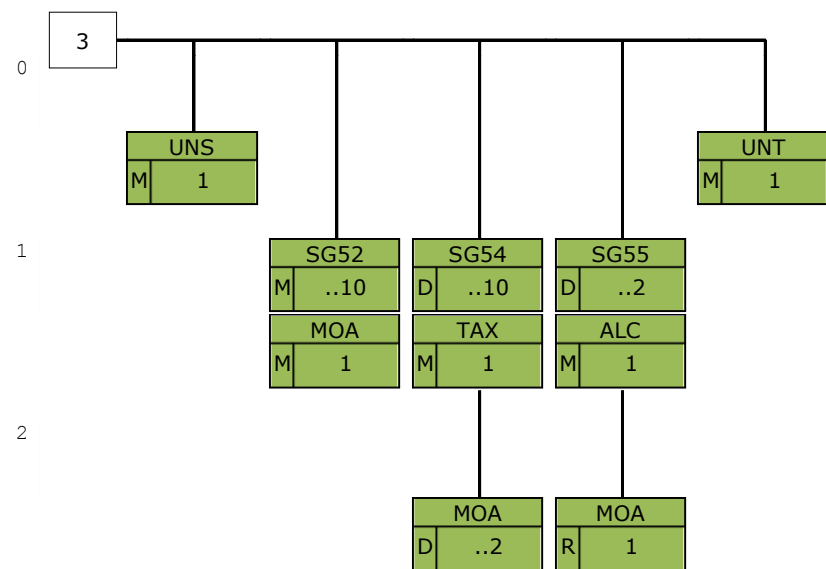 3
0
UNS
M 1
UNT
M 1
1
SG52
M ..10
MOA
M 1
SG54
D ..10
TAX
M 1
SG55
D ..2
ALC
M 1
2
MOA
D ..2
MOA
R 1